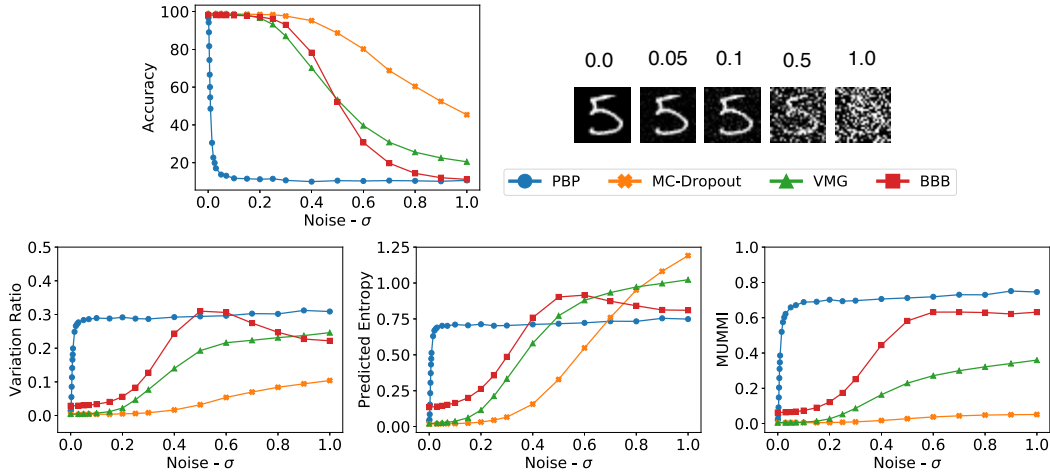 100
80
60
40
20
Accuracy
0.0 0.2 0.4 0.6 0.8 1.0
Noise - σ
0.0 0.05 0.1 0.5 1.0
5 5 5 5
PBP MC-Dropout VMG BBB
0.5
0.4
0.3
0.2
0.1
0.0
Variation Ratio
0.0 0.2 0.4 0.6 0.8 1.0
Noise - σ
1.25
1.00
0.75
0.50
0.25
0.00
Predicted Entropy
0.0 0.2 0.4 0.6 0.8 1.0
Noise - σ
1.0
0.8
0.6
0.4
0.2
0.0
MUMMI
0.0 0.2 0.4 0.6 0.8 1.0
Noise - σ